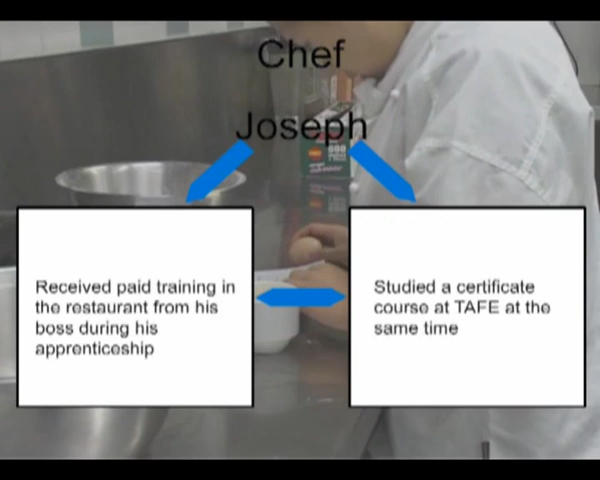 Chef
Joseph
Received paid training in
the restaurant from his
boss during his
apprenticeship
Studied a certificate
course at TAFE at the
same time